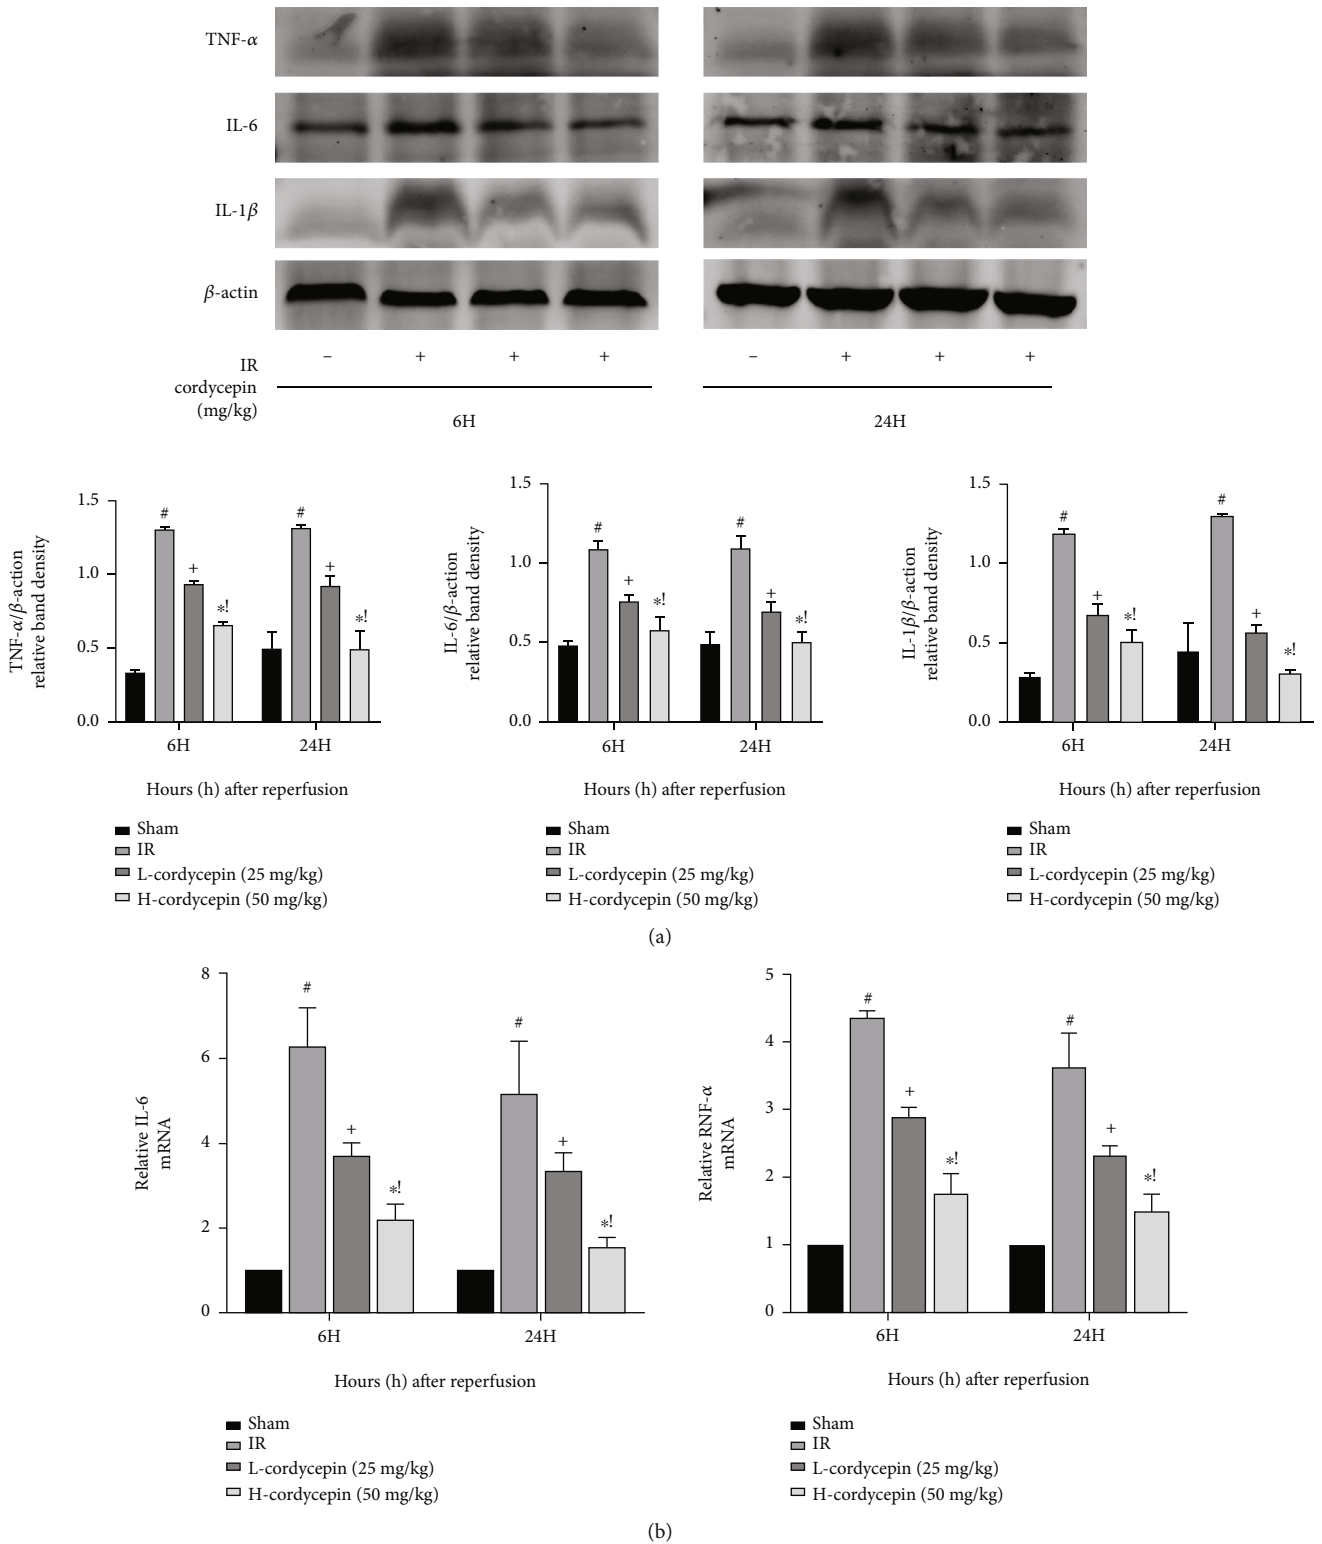 TNF-α
IL-6
IL-1β
β-actin
IR – + + + – + + +
cordycepin
(mg/kg)
6H 24H
TNF-α/β-action
relative band density
1.5
1.0
0.5
0.0
# + *! # + *!
6H 24H
Hours (h) after reperfusion
Sham
IR
L-cordycepin (25 mg/kg)
H-cordycepin (50 mg/kg)
IL-6/β-action
relative band density
1.5
1.0
0.5
0.0
# + *! # + *!
6H 24H
Hours (h) after reperfusion
Sham
IR
L-cordycepin (25 mg/kg)
H-cordycepin (50 mg/kg)
IL-1β/β-action
relative band density
1.5
1.0
0.5
0.0
# + *! # + *!
6H 24H
Hours (h) after reperfusion
Sham
IR
L-cordycepin (25 mg/kg)
H-cordycepin (50 mg/kg)
(a)
Relative IL-6
mRNA
8
6
4
2
0
# + *! # + *!
6H 24H
Hours (h) after reperfusion
Sham
IR
L-cordycepin (25 mg/kg)
H-cordycepin (50 mg/kg)
Relative RNF-α
mRNA
5
4
3
2
1
0
# + *! # + *!
6H 24H
Hours (h) after reperfusion
Sham
IR
L-cordycepin (25 mg/kg)
H-cordycepin (50 mg/kg)
(b)